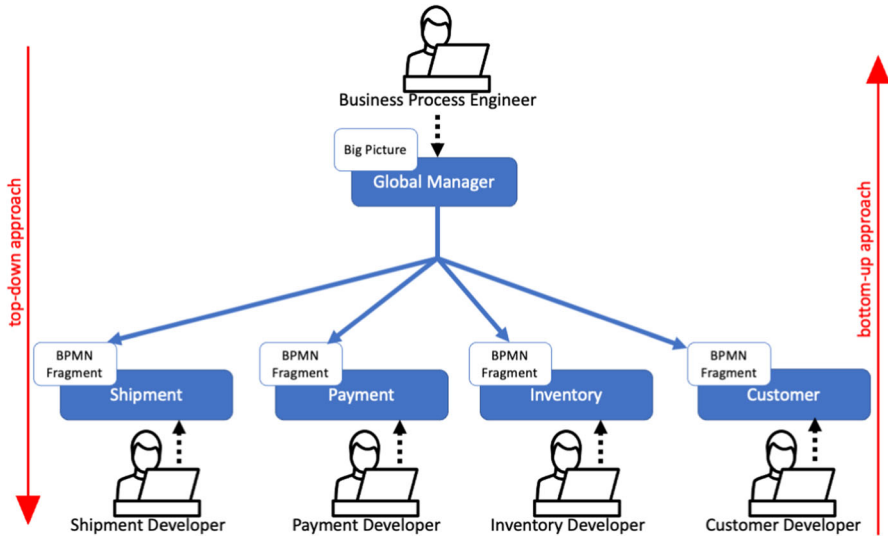 Business Process Engineer
Big Picture
Global Manager
top-down approach
bottom-up approach
BPMN
Fragment
Shipment
BPMN
Fragment
Payment
BPMN
Fragment
Inventory
BPMN
Fragment
Customer
Shipment Developer
Payment Developer
Inventory Developer
Customer Developer